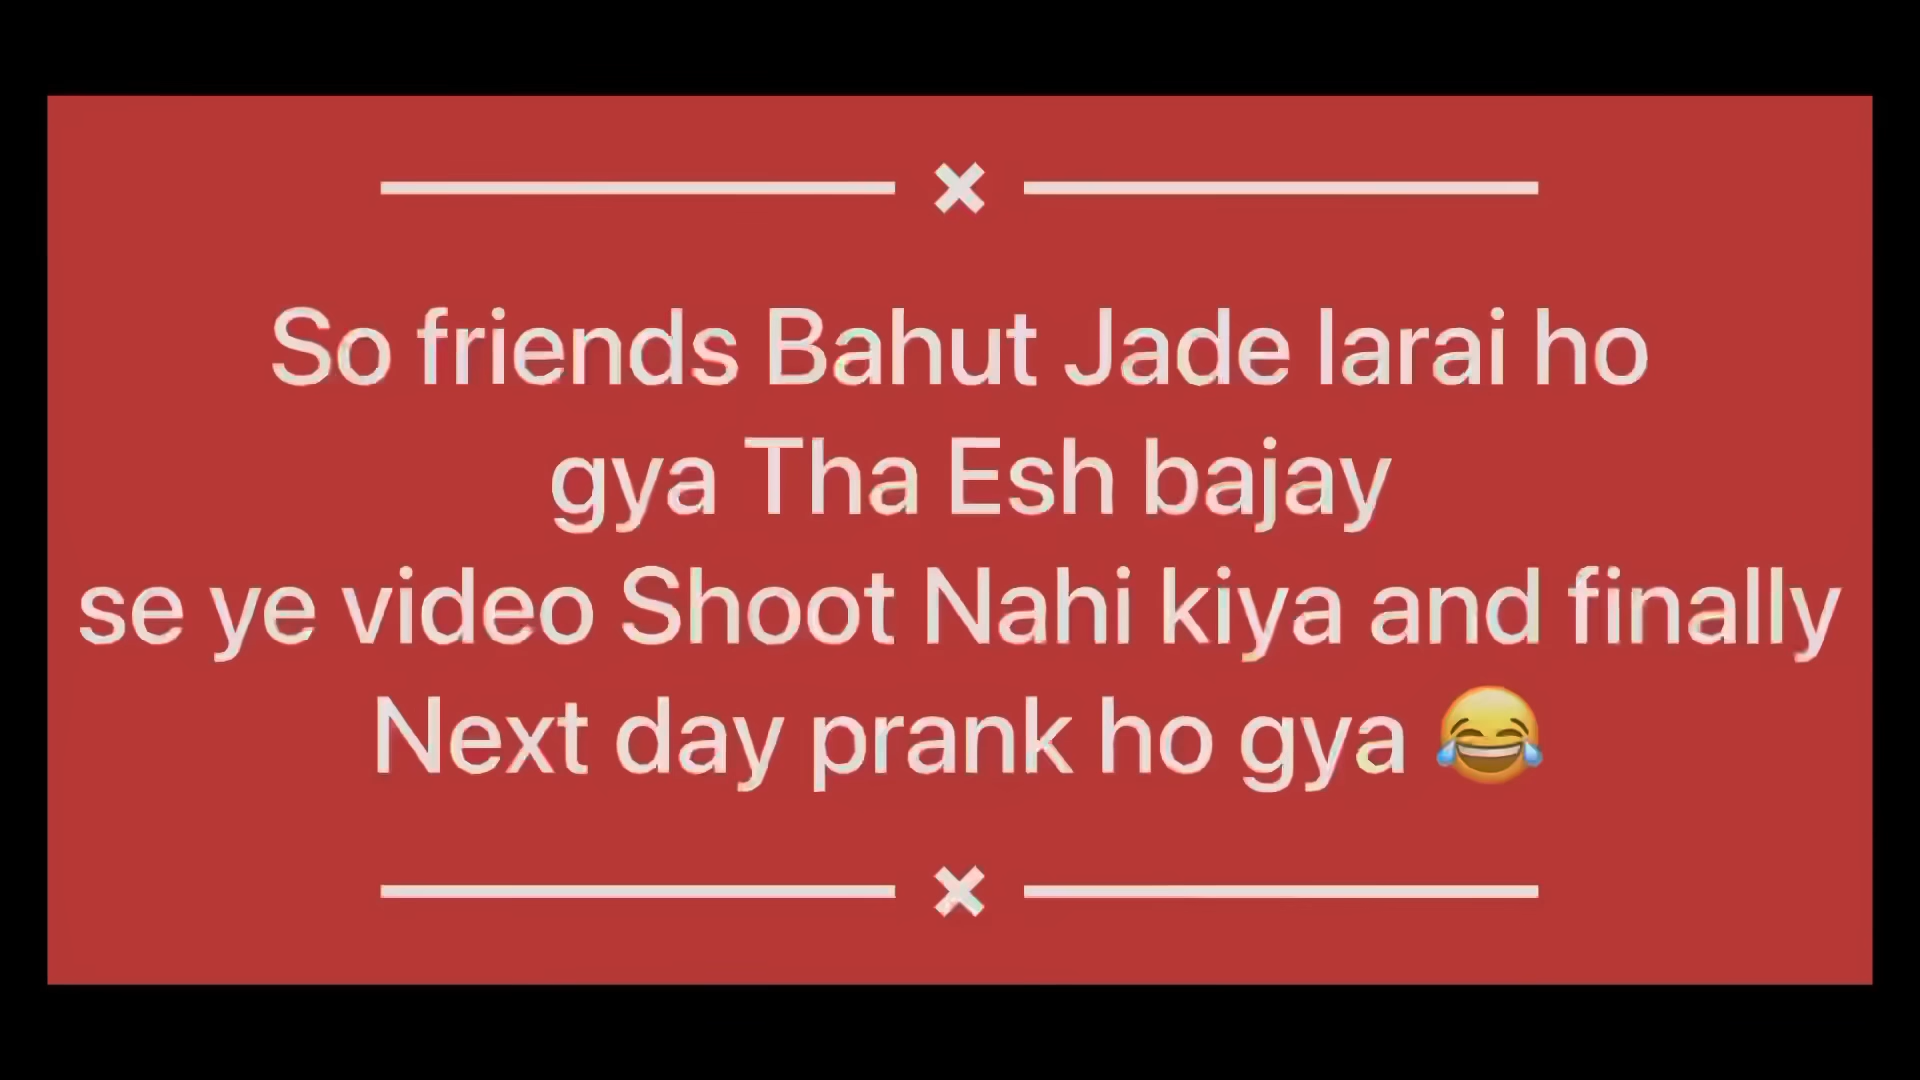 So friends Bahut Jade larai ho
gya Tha Esh bajay
se ye video Shoot Nahi kiya and finally
Next day prank ho gya 😂